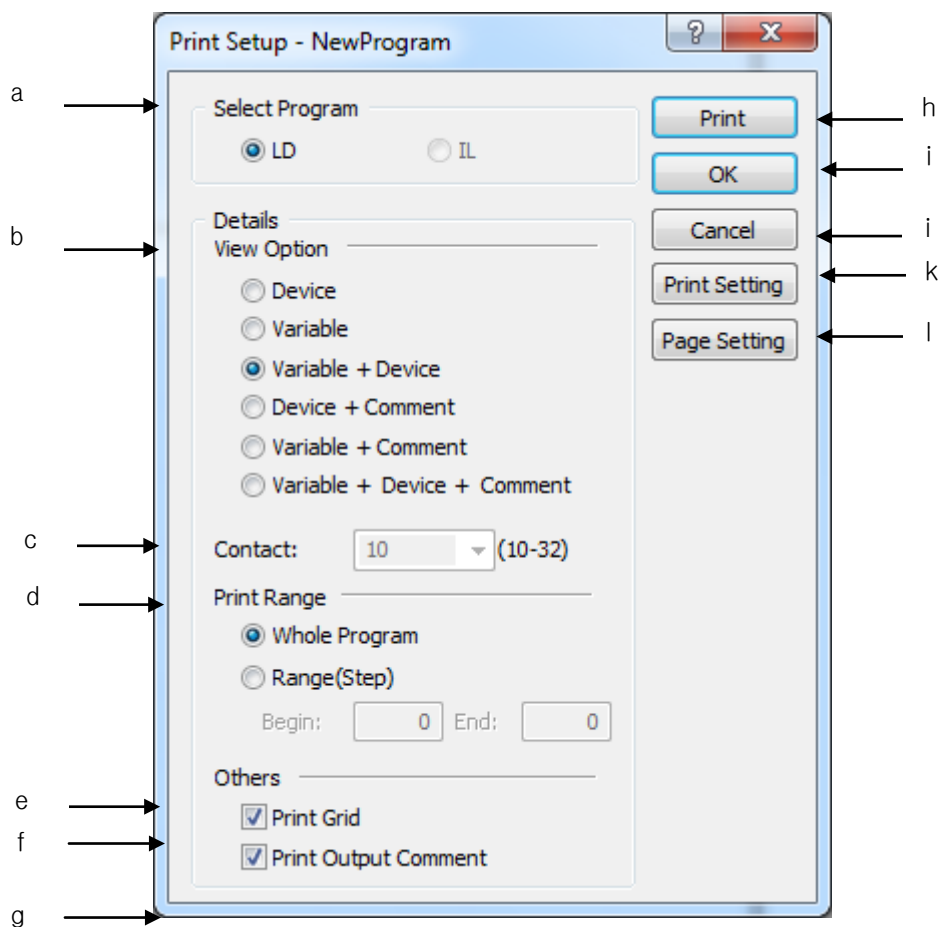 Print Setup - NewProgram
?
a
Select Program
LD
IL
b
Details
View Option
Device
Variable
Variable + Device
Device + Comment
Variable + Comment
Variable + Device + Comment
c
Contact: 10 (10-32)
d
Print Range
Whole Program
Range(Step)
Begin: 0 End: 0
Others
e
Print Grid
f
Print Output Comment
g
Print
h
OK
i
Cancel
i
Print Setting
k
Page Setting
l